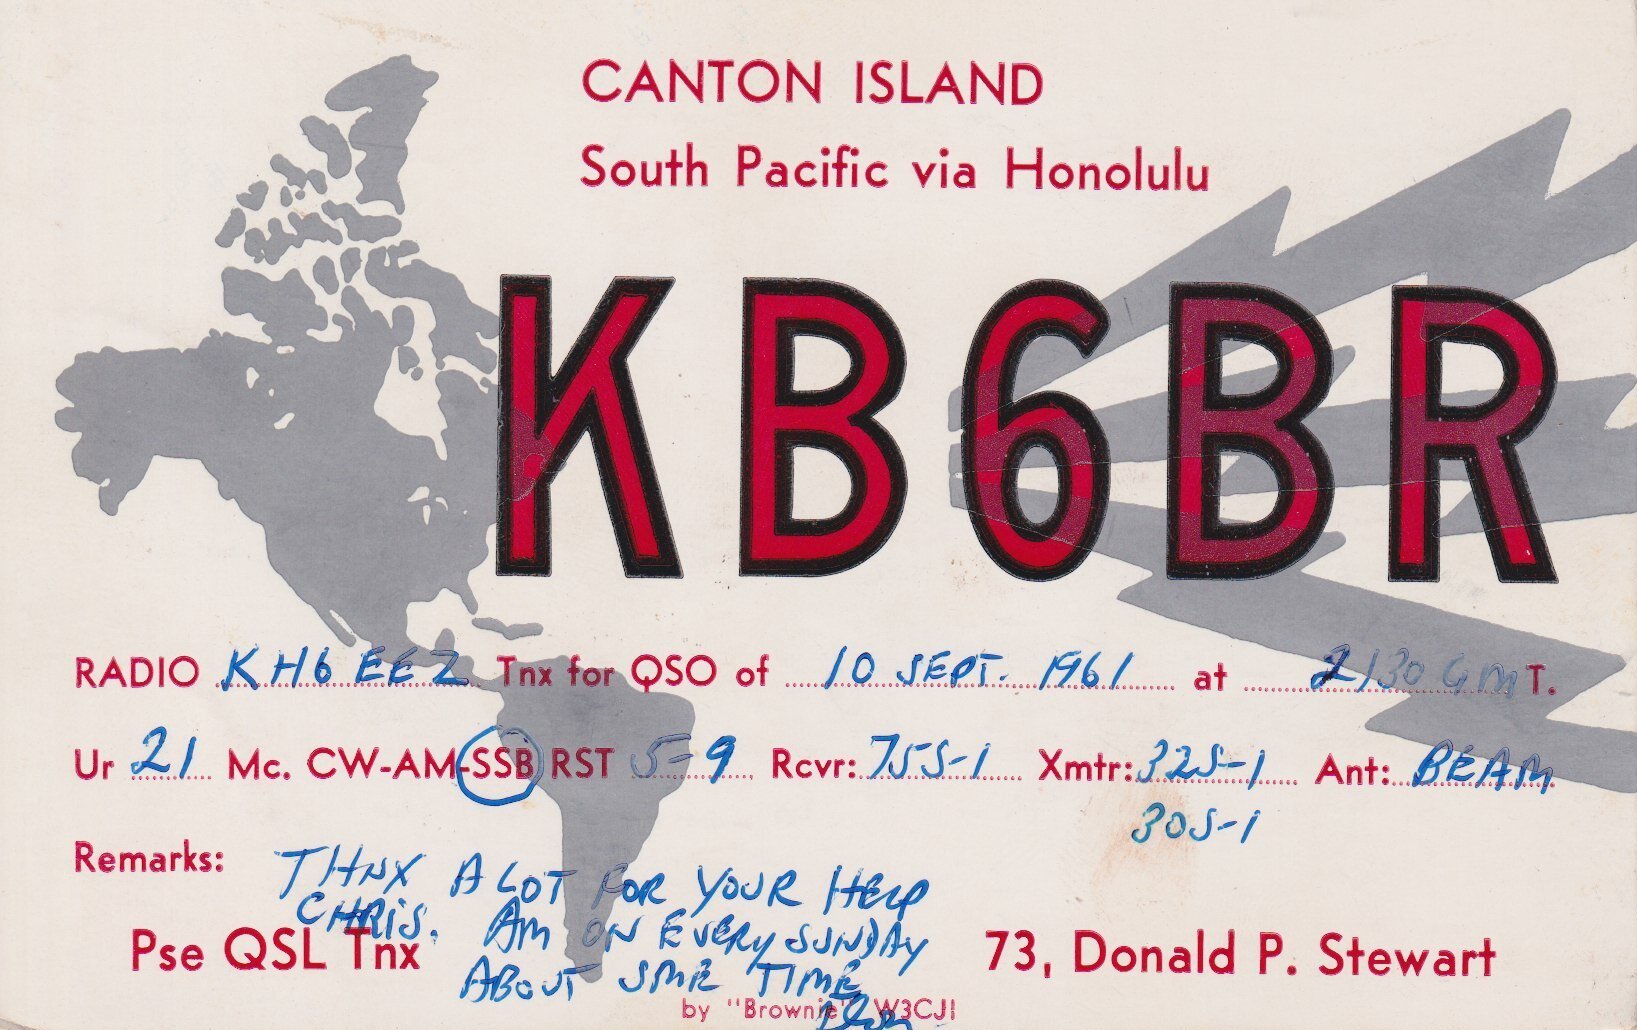 CANTON ISLAND
South Pacific via Honolulu
KB6BR
RADIO KH6EEZ Tnx for QSO of 10 SEPT. 1961 at 2130 GM T.
Ur 21 Mc. CW-AM-SSB RST 5-9 Rcvr: 75S-1 Xmtr: 32S-1 Ant: BEAM
30S-1
Remarks: THNX A LOT FOR YOUR HELP
CHRIS. AM ON EVERY SUNDAY
ABOUT SME TIME
Don
Pse QSL Tnx 73, Donald P. Stewart
by "Brownie" W3CJI